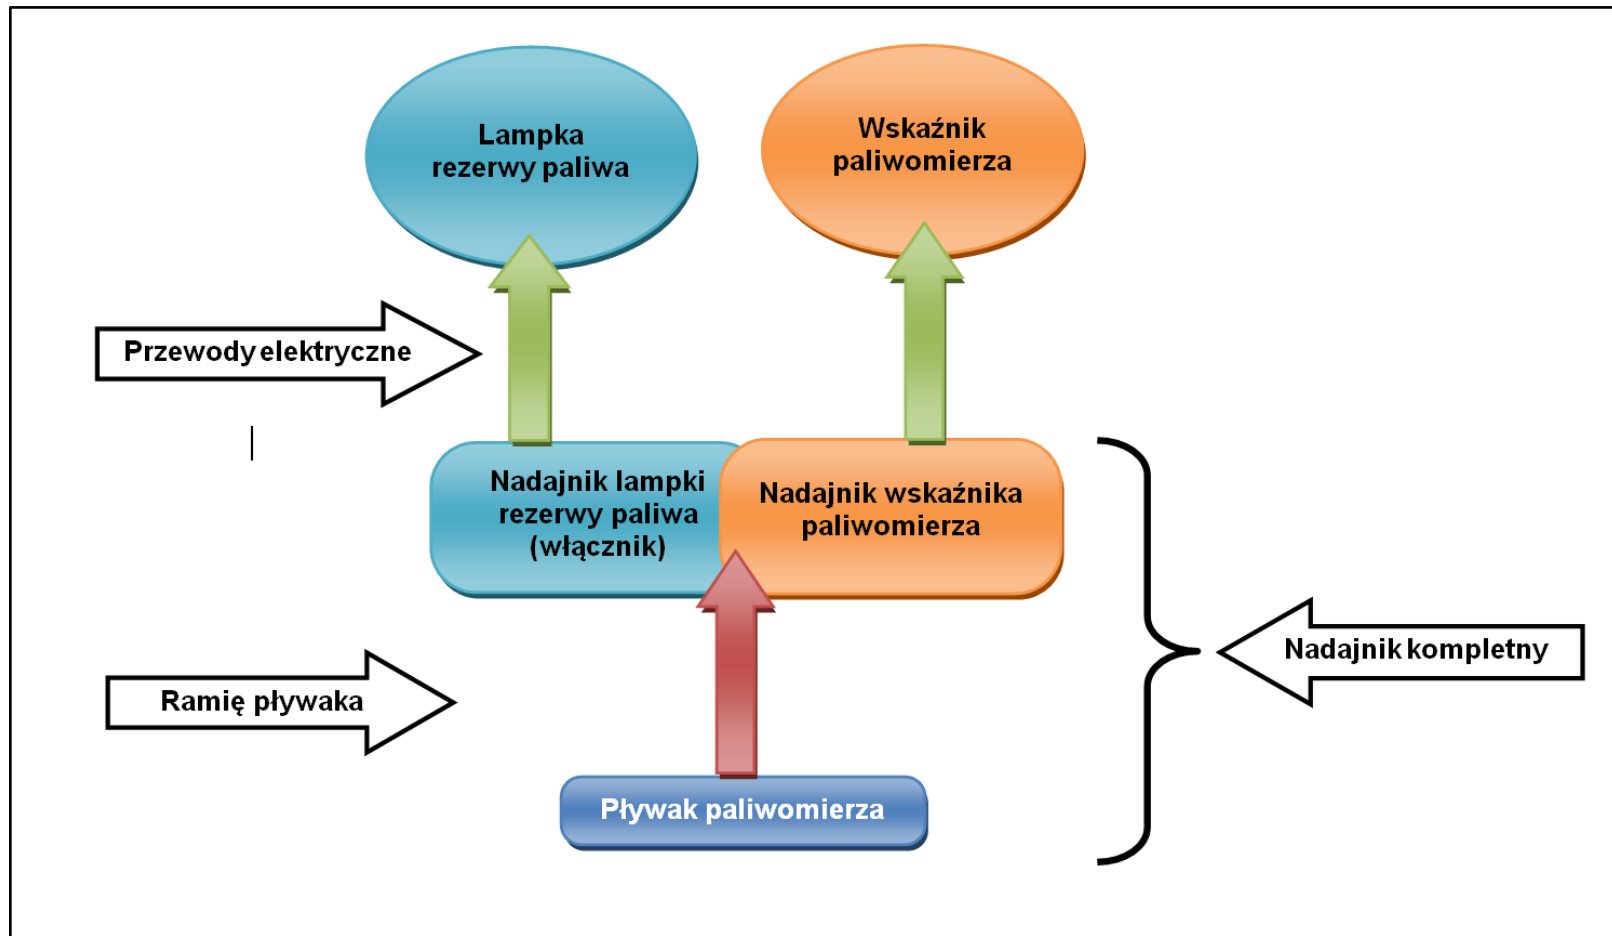 Lampka
rezerwy paliwa
Wskaźnik
paliwomierza
Przewody elektryczne
Nadajnik lampki
rezerwy paliwa
(włącznik)
Nadajnik wskaźnika
paliwomierza
Nadajnik kompletny
Ramię pływaka
Pływak paliwomierza